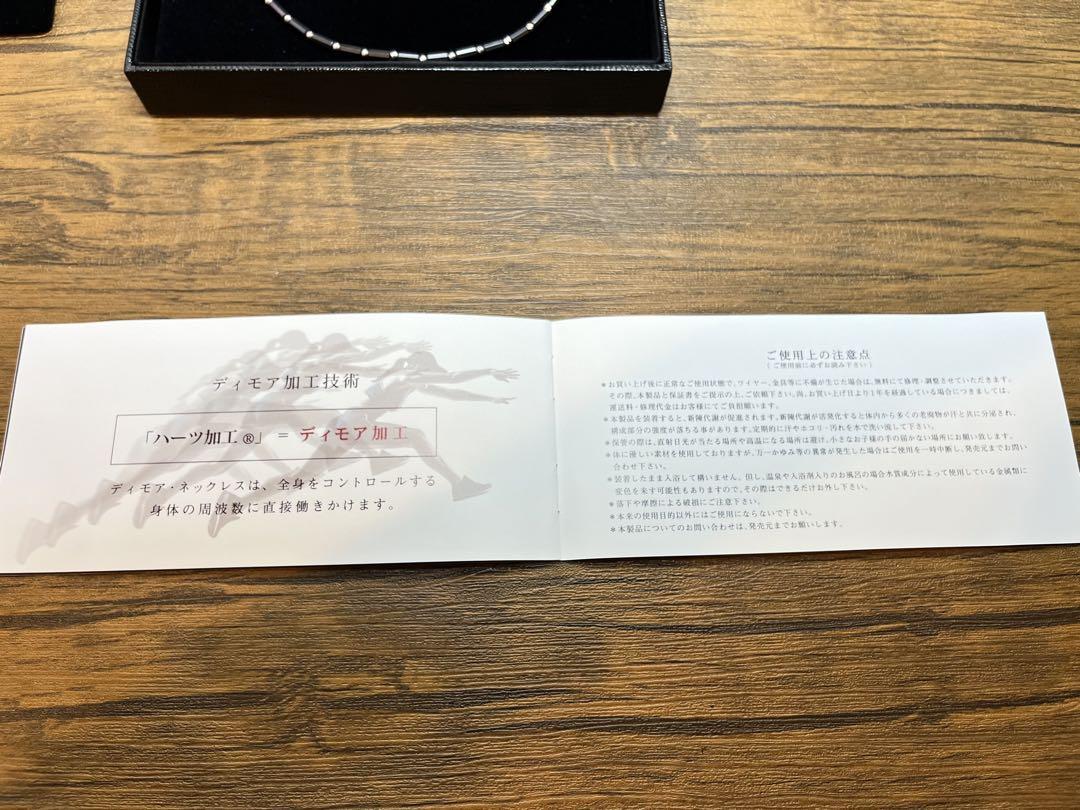 ディモア加工技術
「ハーツ加工®」=ディモア加工
ディモア・ネックレスは、全身をコントロールする
身体の周波数に直接働きかけます。
ご使用上の注意点
(ご使用前に必ずお読み下さい)
*お買い上げ後に正常なご使用状態で、ワイヤー、金具等に不備が生じた場合は、無料にて修理・調整させていただきます。
その際、本製品と保証書をご提示の上、ご依頼下さい。尚、お買い上げ日より1年を経過している場合につきましては、
運送料・修理代金はお客様にてご負担願います。
*本製品を装着すると、新陳代謝が促進されます。新陳代謝が活発化すると体内から多くの老廃物が汗と共に分泌され、
構成部分の強度が落ちる事があります。定期的に汗やホコリ・汚れを水で洗い流して下さい。
*保管の際は、直射日光が当たる場所や高温になる場所は避け、小さなお子様の手の届かない場所にお願い致します。
*体に優しい素材を使用しておりますが、万一かゆみ等の異常が発生した場合はご使用を一時中断し、発売元までお問い
合わせ下さい。
*装着したまま入浴して構いません。但し、温泉や入浴剤入りのお風呂の場合水質成分によって使用している金属類に
変色を来す可能性もありますので、その際はできるだけお外し下さい。
*落下や摩擦による破損にご注意下さい。
*本来の使用目的以外にはご使用にならないで下さい。
*本製品についてのお問い合わせは、発売元までお願いします。